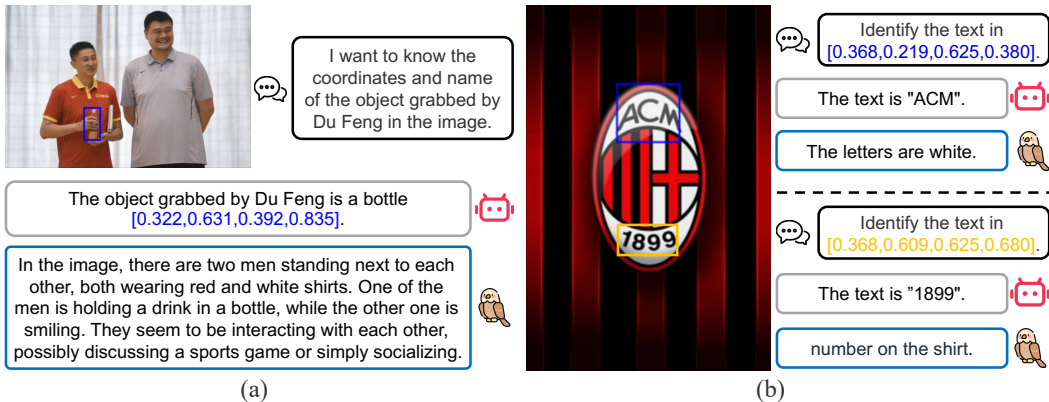 I want to know the
coordinates and name
of the object grabbed by
Du Feng in the image.
The object grabbed by Du Feng is a bottle
[0.322,0.631,0.392,0.835].
In the image, there are two men standing next to each
other, both wearing red and white shirts. One of the
men is holding a drink in a bottle, while the other one is
smiling. They seem to be interacting with each other,
possibly discussing a sports game or simply socializing.
(a)
ACM
1899
Identify the text in
[0.368,0.219,0.625,0.380].
The text is "ACM".
The letters are white.
Identify the text in
[0.368,0.609,0.625,0.680].
The text is ”1899".
number on the shirt.
(b)